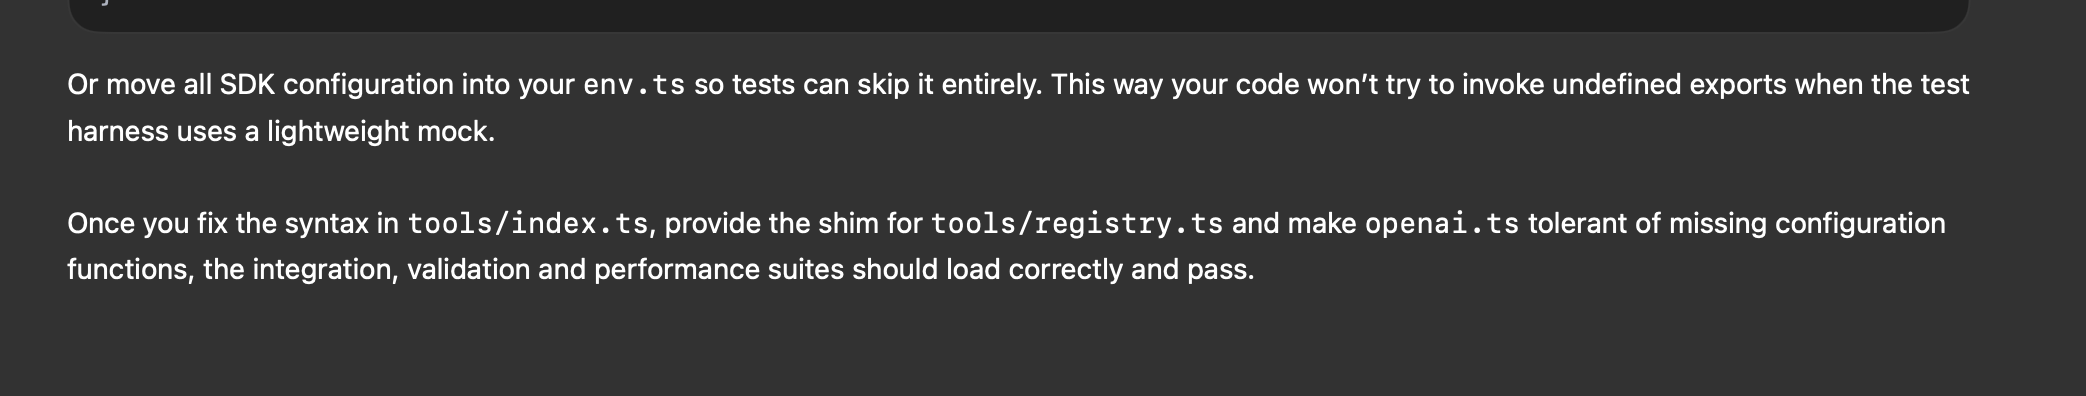 Or move all SDK configuration into your env.ts so tests can skip it entirely. This way your code won’t try to invoke undefined exports when the test
harness uses a lightweight mock.
Once you fix the syntax in tools/index.ts, provide the shim for tools/registry.ts and make openai.ts tolerant of missing configuration
functions, the integration, validation and performance suites should load correctly and pass.